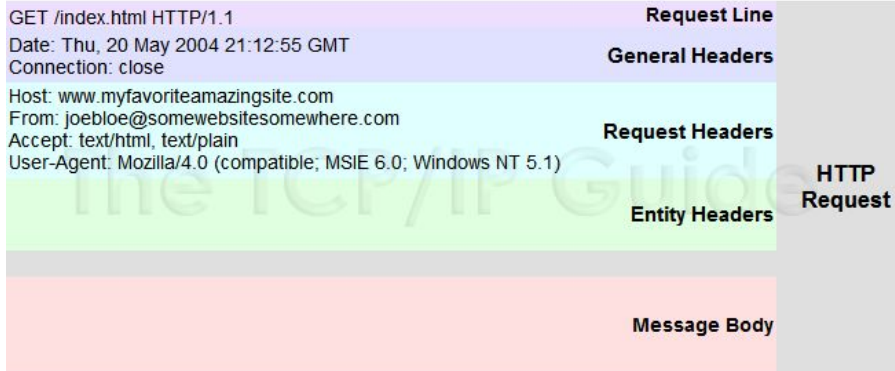 GET /index.html HTTP/1.1
Request Line
Date: Thu, 20 May 2004 21:12:55 GMT
Connection: close
General Headers
Host: www.myfavoriteamazingsite.com
From: joebloe@somewebsitesomewhere.com
Accept: text/html, text/plain
User-Agent: Mozilla/4.0 (compatible; MSIE 6.0; Windows NT 5.1)
Request Headers
The TCP/IP Guide
Entity Headers
Message Body
HTTP
Request